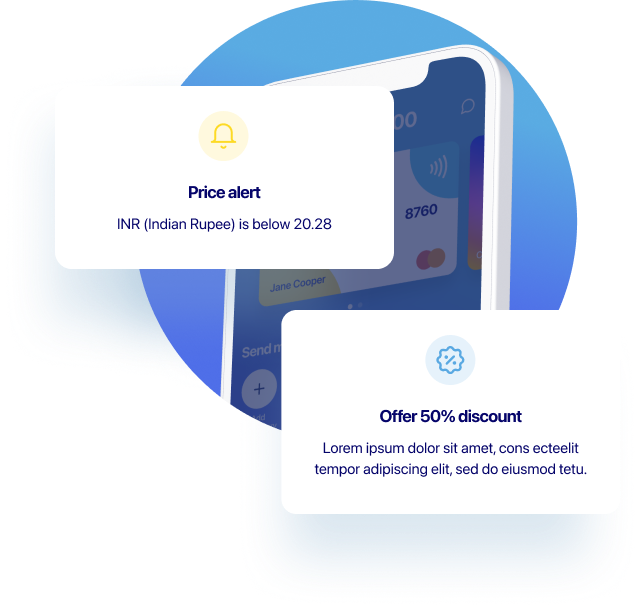 00
8760
Price alert
INR (Indian Rupee) is below 20.28
Jane Cooper
Send
Offer 50% discount
Lorem ipsum dolor sit amet, cons ecteelit
tempor adipiscing elit, sed do eiusmod tetu.